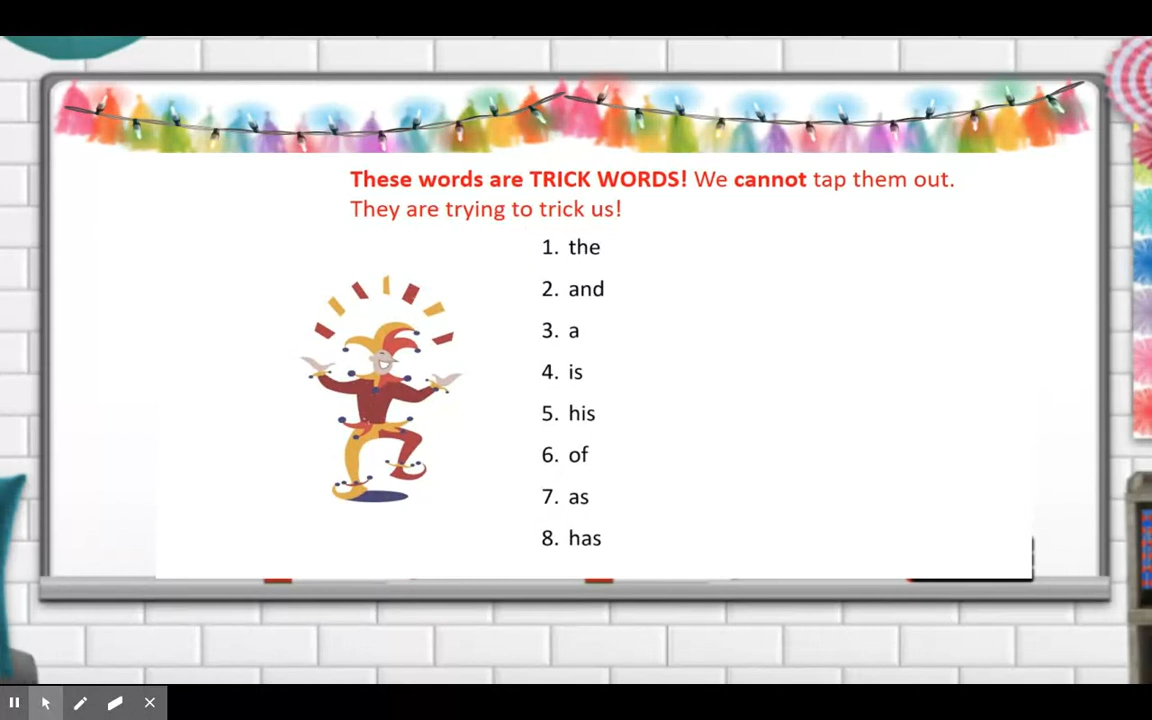 These words are TRICK WORDS! We cannot tap them out.
They are trying to trick us!
1. the
2. and
3. a
4. is
5. his
6. of
7. as
8. has